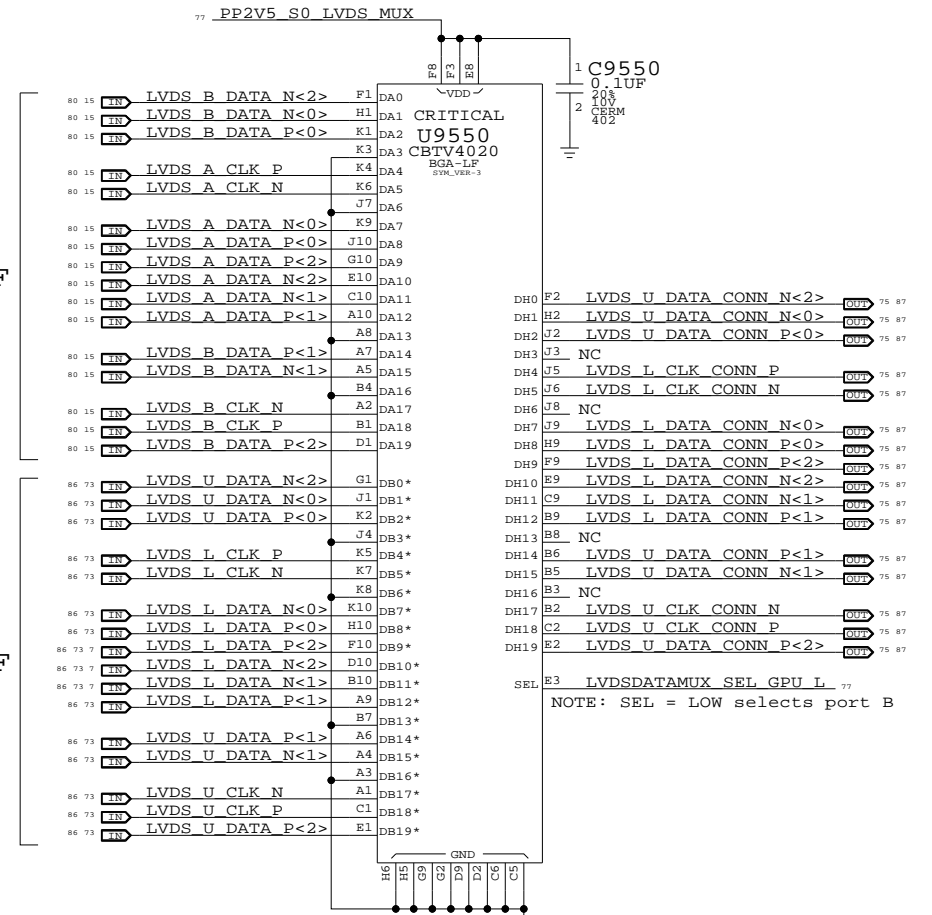 77 PP2V5_S0_LVDS_MUX
F8 F3 E8
VDD
1 C9550
0.1UF
20%
10V
2 CERM
402
CRITICAL
U9550
CBTV4020
BGA-LF
SYM_VER-3
80 15 IN LVDS_B_DATA_N<2> F1 DA0
80 15 IN LVDS_B_DATA_N<0> H1 DA1
80 15 IN LVDS_B_DATA_P<0> K1 DA2
K3 DA3
80 15 IN LVDS_A_CLK_P K4 DA4
80 15 IN LVDS_A_CLK_N K6 DA5
J7 DA6
80 15 IN LVDS_A_DATA_N<0> K9 DA7
80 15 IN LVDS_A_DATA_P<0> J10 DA8
80 15 IN LVDS_A_DATA_P<2> G10 DA9
80 15 IN LVDS_A_DATA_N<2> E10 DA10
80 15 IN LVDS_A_DATA_N<1> C10 DA11
80 15 IN LVDS_A_DATA_P<1> A10 DA12
A8 DA13
80 15 IN LVDS_B_DATA_P<1> A7 DA14
80 15 IN LVDS_B_DATA_N<1> A5 DA15
B4 DA16
80 15 IN LVDS_B_CLK_N A2 DA17
80 15 IN LVDS_B_CLK_P B1 DA18
80 15 IN LVDS_B_DATA_P<2> D1 DA19
86 73 IN LVDS_U_DATA_N<2> G1 DB0*
86 73 IN LVDS_U_DATA_N<0> J1 DB1*
86 73 IN LVDS_U_DATA_P<0> K2 DB2*
J4 DB3*
86 73 IN LVDS_L_CLK_P K5 DB4*
86 73 IN LVDS_L_CLK_N K7 DB5*
K8 DB6*
86 73 IN LVDS_L_DATA_N<0> K10 DB7*
86 73 IN LVDS_L_DATA_P<0> H10 DB8*
86 73 7 IN LVDS_L_DATA_P<2> F10 DB9*
86 73 7 IN LVDS_L_DATA_N<2> D10 DB10*
86 73 7 IN LVDS_L_DATA_N<1> B10 DB11*
86 73 IN LVDS_L_DATA_P<1> A9 DB12*
B7 DB13*
86 73 IN LVDS_U_DATA_P<1> A6 DB14*
86 73 IN LVDS_U_DATA_N<1> A4 DB15*
A3 DB16*
86 73 IN LVDS_U_CLK_N A1 DB17*
86 73 IN LVDS_U_CLK_P C1 DB18*
86 73 IN LVDS_U_DATA_P<2> E1 DB19*
DH0 F2 LVDS_U_DATA_CONN_N<2> OUT 75 87
DH1 H2 LVDS_U_DATA_CONN_N<0> OUT 75 87
DH2 J2 LVDS_U_DATA_CONN_P<0> OUT 75 87
DH3 J3 NC
DH4 J5 LVDS_L_CLK_CONN_P OUT 75 87
DH5 J6 LVDS_L_CLK_CONN_N OUT 75 87
DH6 J8 NC
DH7 J9 LVDS_L_DATA_CONN_N<0> OUT 75 87
DH8 H9 LVDS_L_DATA_CONN_P<0> OUT 75 87
DH9 F9 LVDS_L_DATA_CONN_P<2> OUT 75 87
DH10 E9 LVDS_L_DATA_CONN_N<2> OUT 75 87
DH11 C9 LVDS_L_DATA_CONN_N<1> OUT 75 87
DH12 B9 LVDS_L_DATA_CONN_P<1> OUT 75 87
DH13 B8 NC
DH14 B6 LVDS_U_DATA_CONN_P<1> OUT 75 87
DH15 B5 LVDS_U_DATA_CONN_N<1> OUT 75 87
DH16 B3 NC
DH17 B2 LVDS_U_CLK_CONN_N OUT 75 87
DH18 C2 LVDS_U_CLK_CONN_P OUT 75 87
DH19 E2 LVDS_U_DATA_CONN_P<2> OUT 75 87
SEL E3 LVDSDATAMUX_SEL_GPU_L 77
NOTE: SEL = LOW selects port B
GND
H6 H5 G9 G2 D9 D2 C6 C5